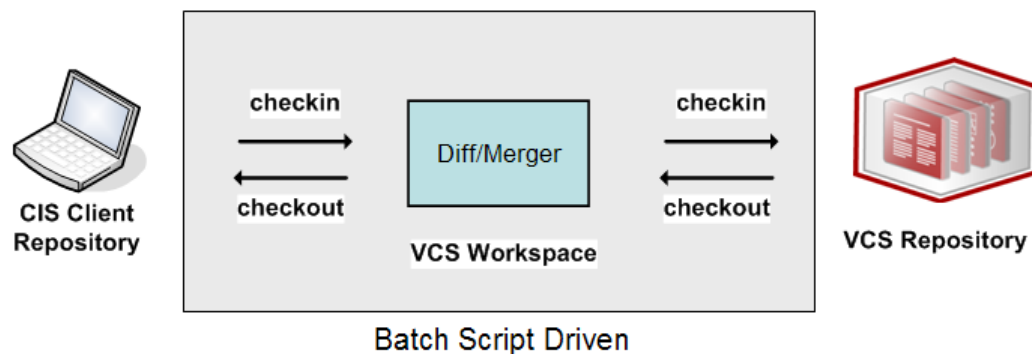 checkin
checkin
Diff/Merger
checkout
checkout
CIS Client
Repository
VCS Workspace
VCS Repository
Batch Script Driven